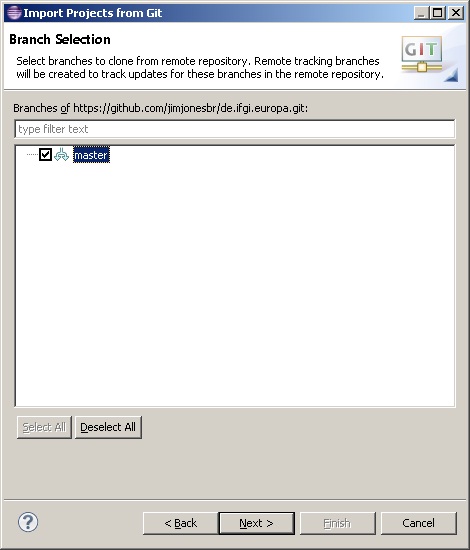 Import Projects from Git
Branch Selection
GIT
Select branches to clone from remote repository. Remote tracking branches
will be created to track updates for these branches in the remote repository.
Branches of https://github.com/jimjonesbr/de.ifgi.europa.git:
type filter text
master
Select All
Deselect All
?
< Back
Next >
Finish
Cancel